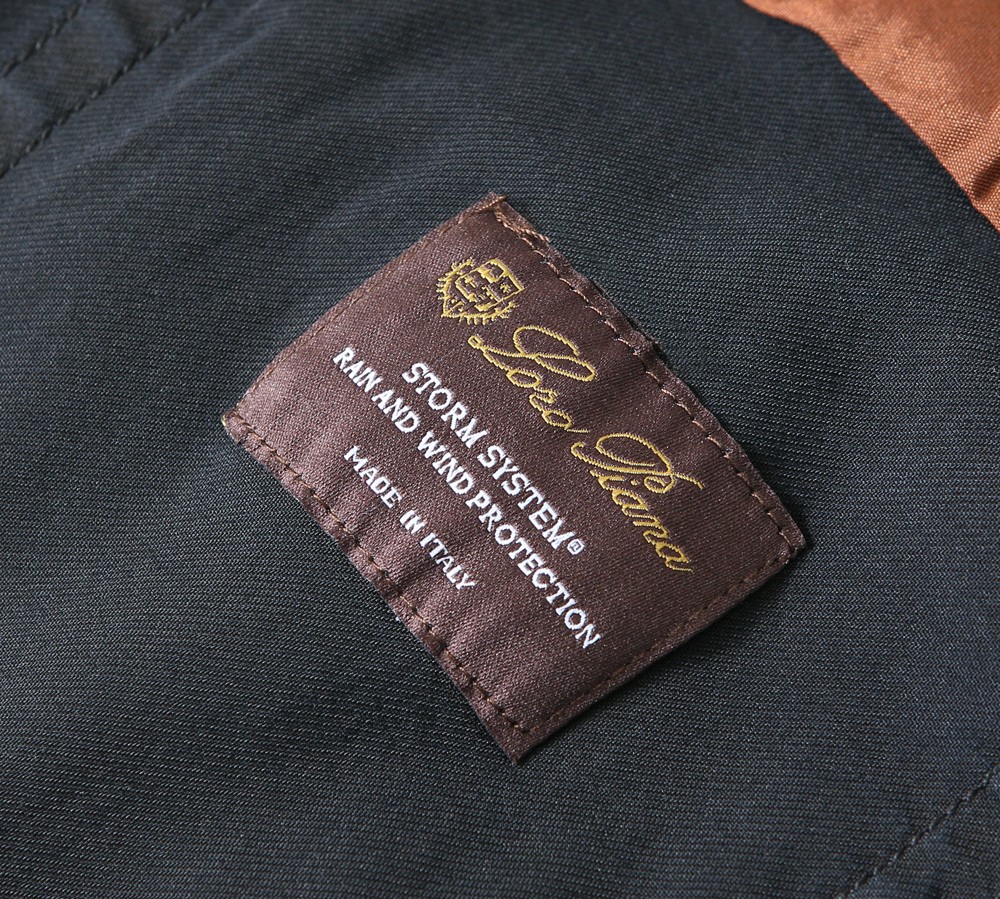 Loro Piana
STORM SYSTEM®
RAIN AND WIND PROTECTION
MADE IN ITALY